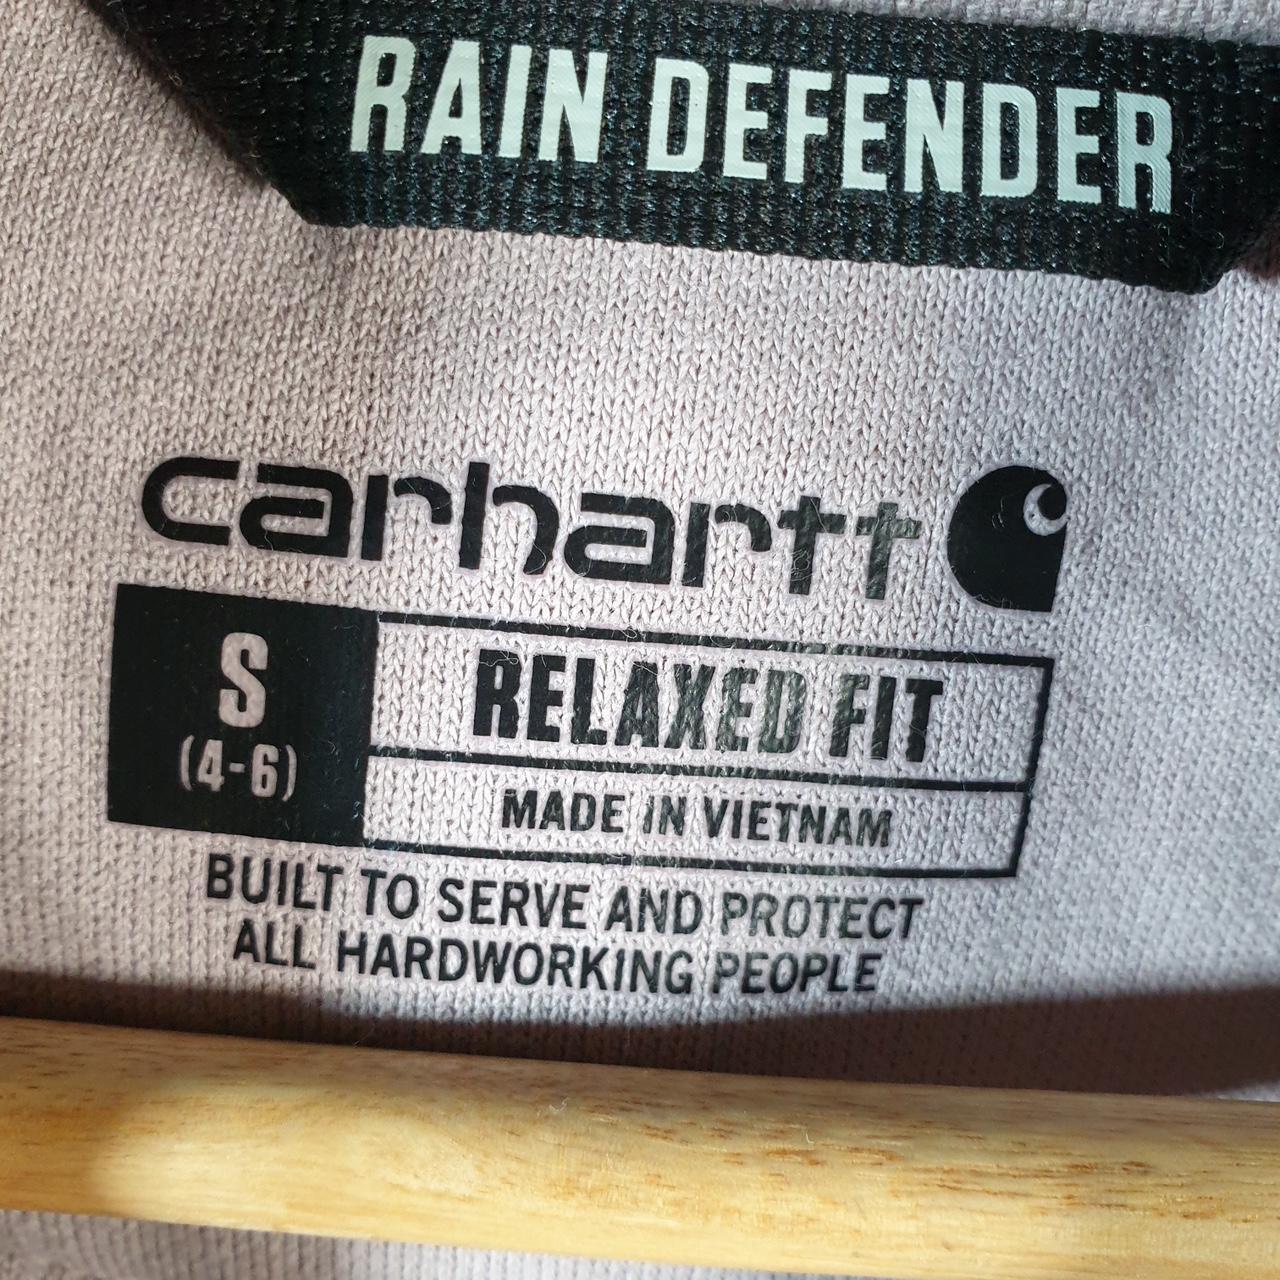 RAIN DEFENDER
carhartt
S
(4-6)
RELAXED FIT
MADE IN VIETNAM
BUILT TO SERVE AND PROTECT
ALL HARDWORKING PEOPLE